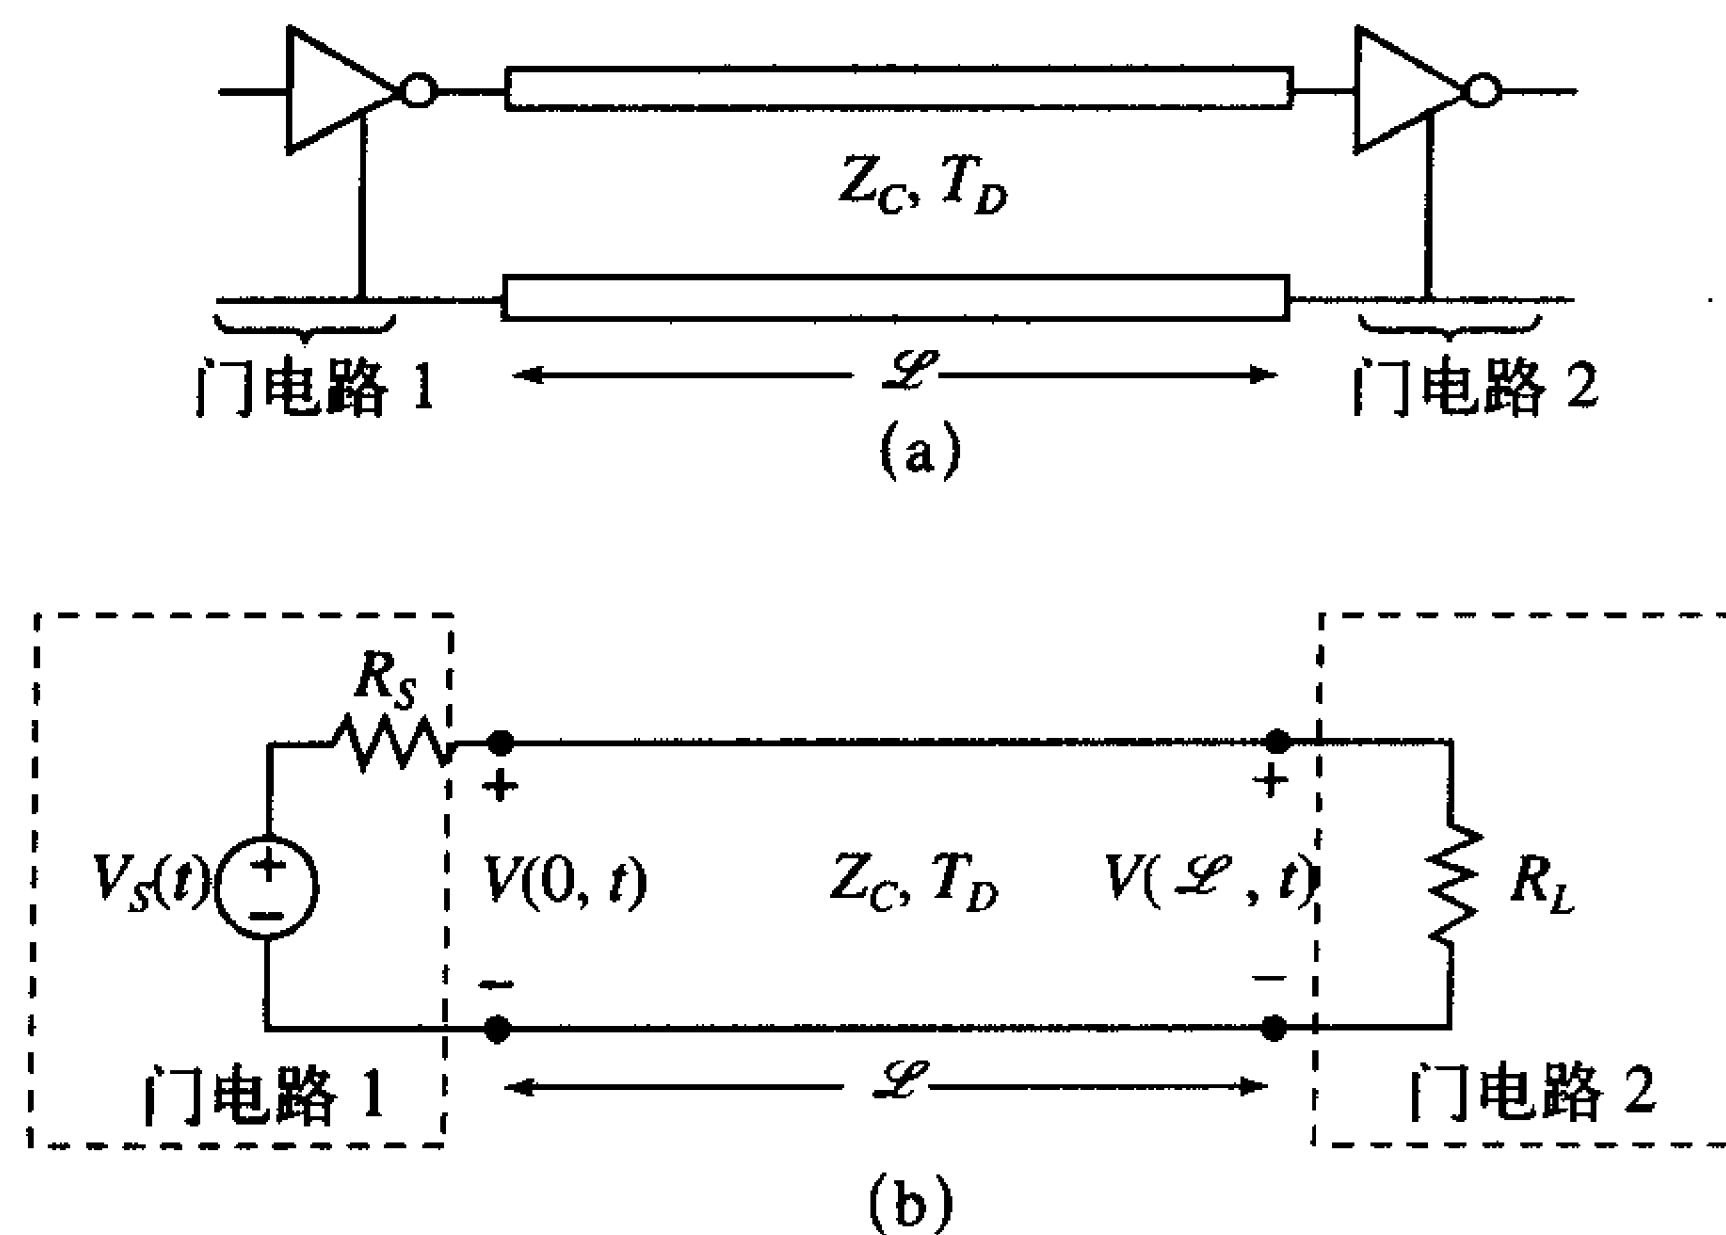 Z_C, T_D
门电路 1
ℒ
门电路 2
(a)
R_S
+
+
V_S(t)
+
−
V(0, t)
Z_C, T_D
V(ℒ, t)
R_L
−
−
门电路 1
ℒ
门电路 2
(b)